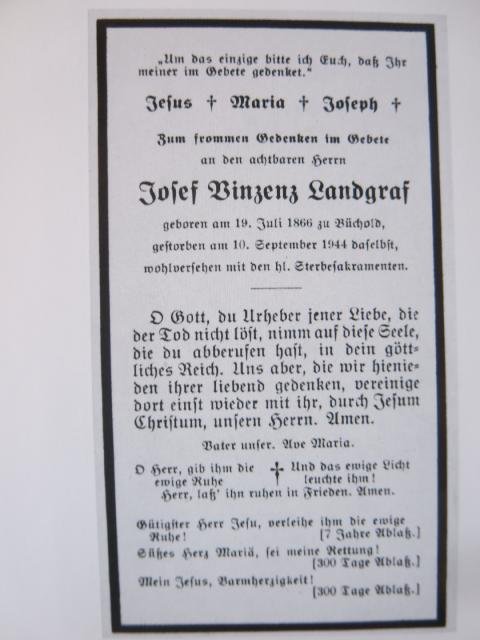 „Um das einzige bitte ich Euch, daß Ihr
meiner im Gebete gedenket."
Jesus † Maria † Joseph †
Zum frommen Gedenken im Gebete
an den achtbaren Herrn
Josef Vinzenz Landgraf
geboren am 19. Juli 1866 zu Büchold,
gestorben am 10. September 1944 daselbst,
wohlversehen mit den hl. Sterbesakramenten.
O Gott, du Urheber jener Liebe, die
der Tod nicht löst, nimm auf diese Seele,
die du abberufen hast, in dein gött-
liches Reich. Uns aber, die wir hienie-
den ihrer liebend gedenken, vereinige
dort einst wieder mit ihr, durch Jesum
Christum, unsern Herrn. Amen.
Vater unser. Ave Maria.
O Herr, gib ihm die
ewige Ruhe
†
Und das ewige Licht
leuchte ihm!
Herr, laß' ihn ruhen in Frieden. Amen.
Gütigster Herr Jesu, verleihe ihm die ewige
Ruhe! [7 Jahre Ablaß.]
Süßes Herz Mariä, sei meine Rettung!
[300 Tage Ablaß.]
Mein Jesus, Barmherzigkeit!
[300 Tage Ablaß.]